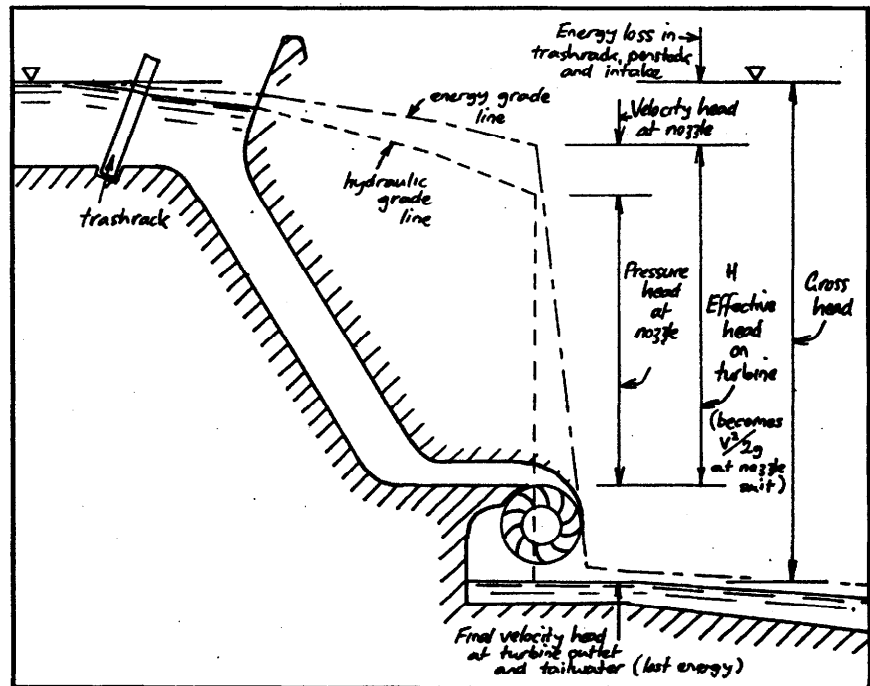 Energy loss in
trashrack, penstock
and intake
energy grade
line
Velocity head
at nozzle
hydraulic
grade
line
trashrack
Pressure
head
at
nozzle
H
Effective
head
on
turbine
(becomes
V²/2g
at nozzle
exit)
Gross
head
Final velocity head
at turbine outlet
and tailwater (lost energy)